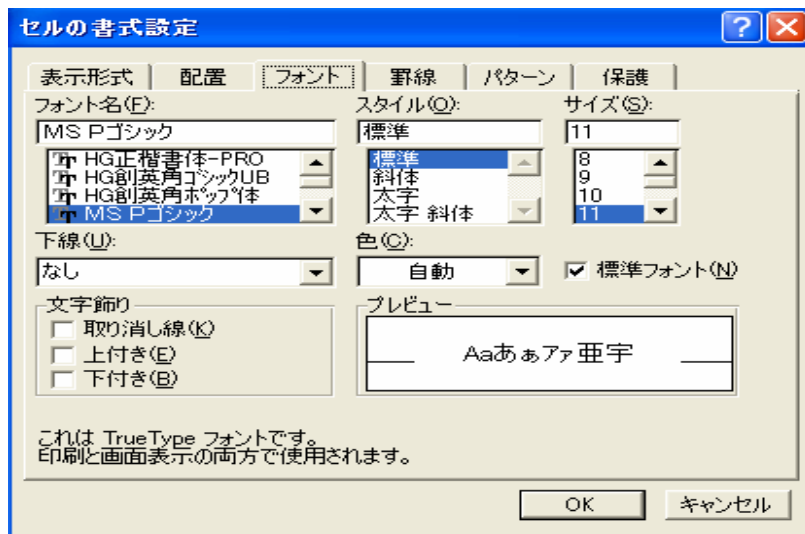 セルの書式設定
表示形式 配置 フォント 罫線 パターン 保護
フォント名(F): スタイル(O): サイズ(S):
MS Pゴシック 標準 11
HG正楷書体-PRO 標準 8
HG創英角ゴシックUB 斜体 9
HG創英角ポップ体 太字 10
MS Pゴシック 太字 斜体 11
下線(U): 色(C):
なし 自動 標準フォント(N)
文字飾り プレビュー
取り消し線(K)
上付き(E) Aaあぁアァ亜宇
下付き(B)
これは TrueType フォントです。
印刷と画面表示の両方で使用されます。
OK キャンセル